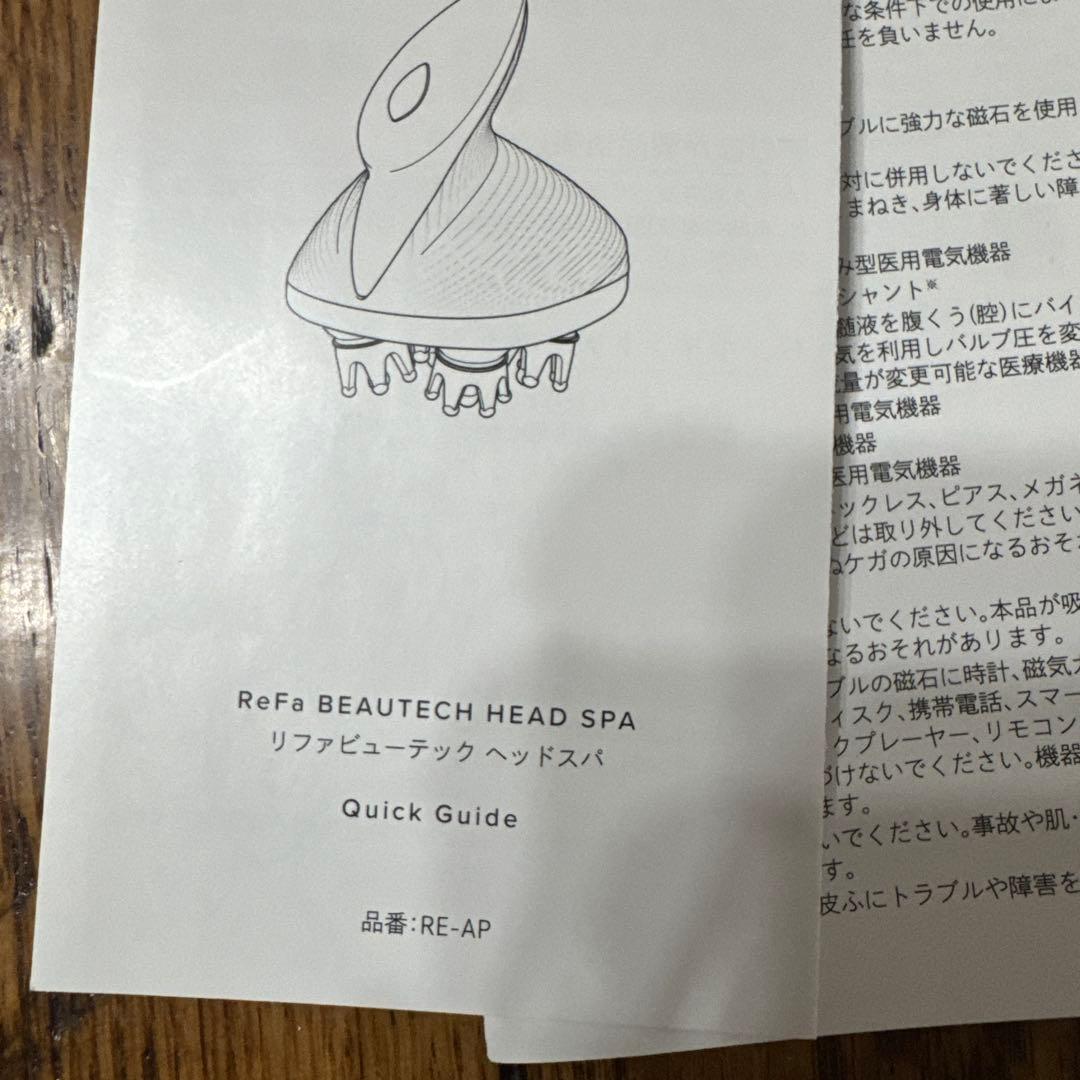 ReFa BEAUTECH HEAD SPA
リファビューテック ヘッドスパ
Quick Guide
品番：RE-AP
な条件下での使用によ
任を負いません。
ブルに強力な磁石を使用
対に併用しないでくださ
まねき、身体に著しい障
み型医用電気機器
シャント※
髄液を腹くう(腔)にバイ
気を利用しバルブ圧を変
量が変更可能な医療機器
用電気機器
機器
医用電気機器
ックレス、ピアス、メガネ
どは取り外してください
ぬケガの原因になるおそ
ないでください。本品が吸
なるおそれがあります。
ブルの磁石に時計、磁気カ
ィスク、携帯電話、スマー
クプレーヤー、リモコン
づけないでください。機器
ます。
いでください。事故や肌・
す。
皮ふにトラブルや障害を